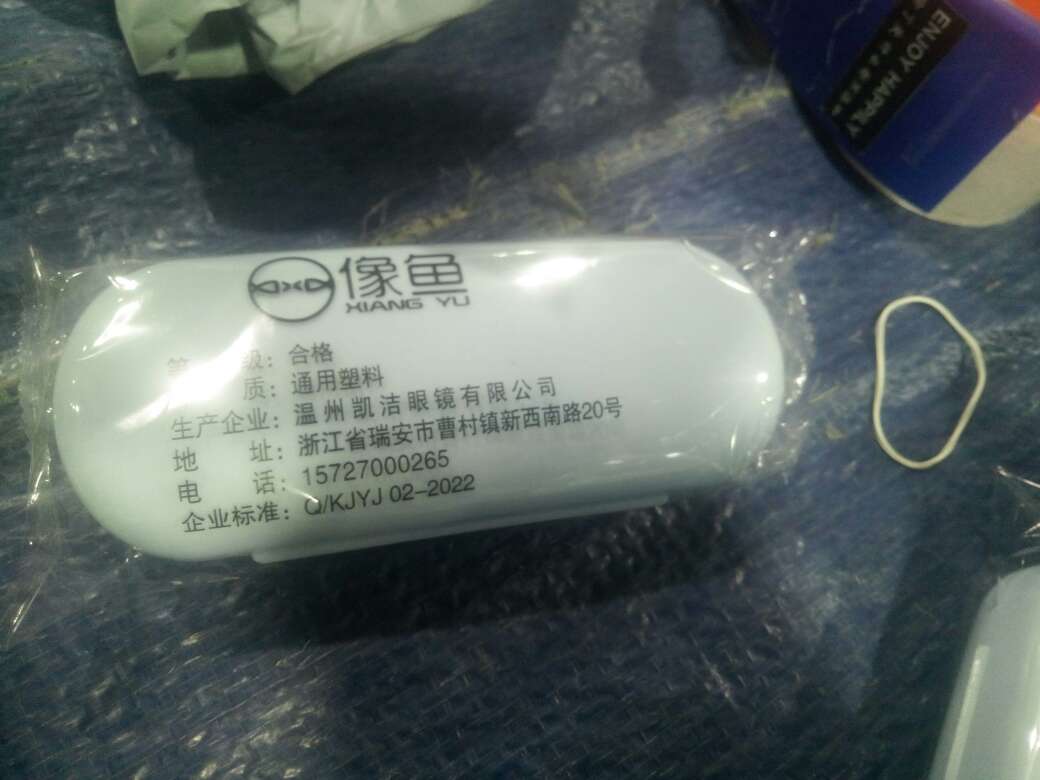 像鱼
XIANG YU
等 级：合格
质：通用塑料
生产企业：温州凯洁眼镜有限公司
地 址：浙江省瑞安市曹村镇新西南路20号
电 话：15727000265
企业标准：Q/KJYJ 02-2022
ENJOY HAPPILY